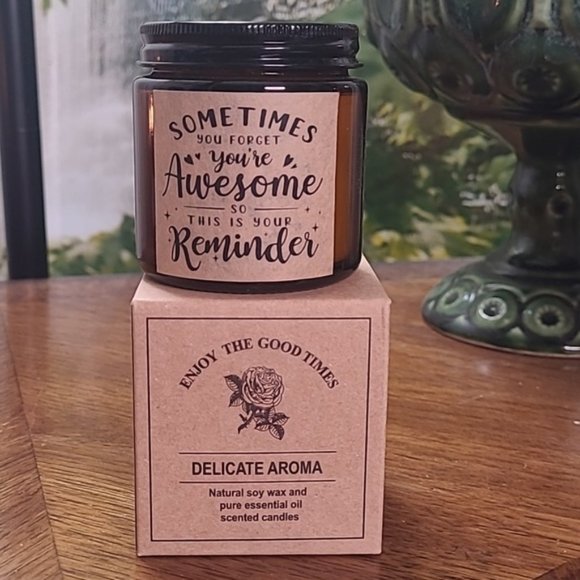 SOMETIMES
YOU FORGET
You're
Awesome
SO
THIS IS YOUR
Reminder
ENJOY THE GOOD TIMES
DELICATE AROMA
Natural soy wax and
pure essential oil
scented candles